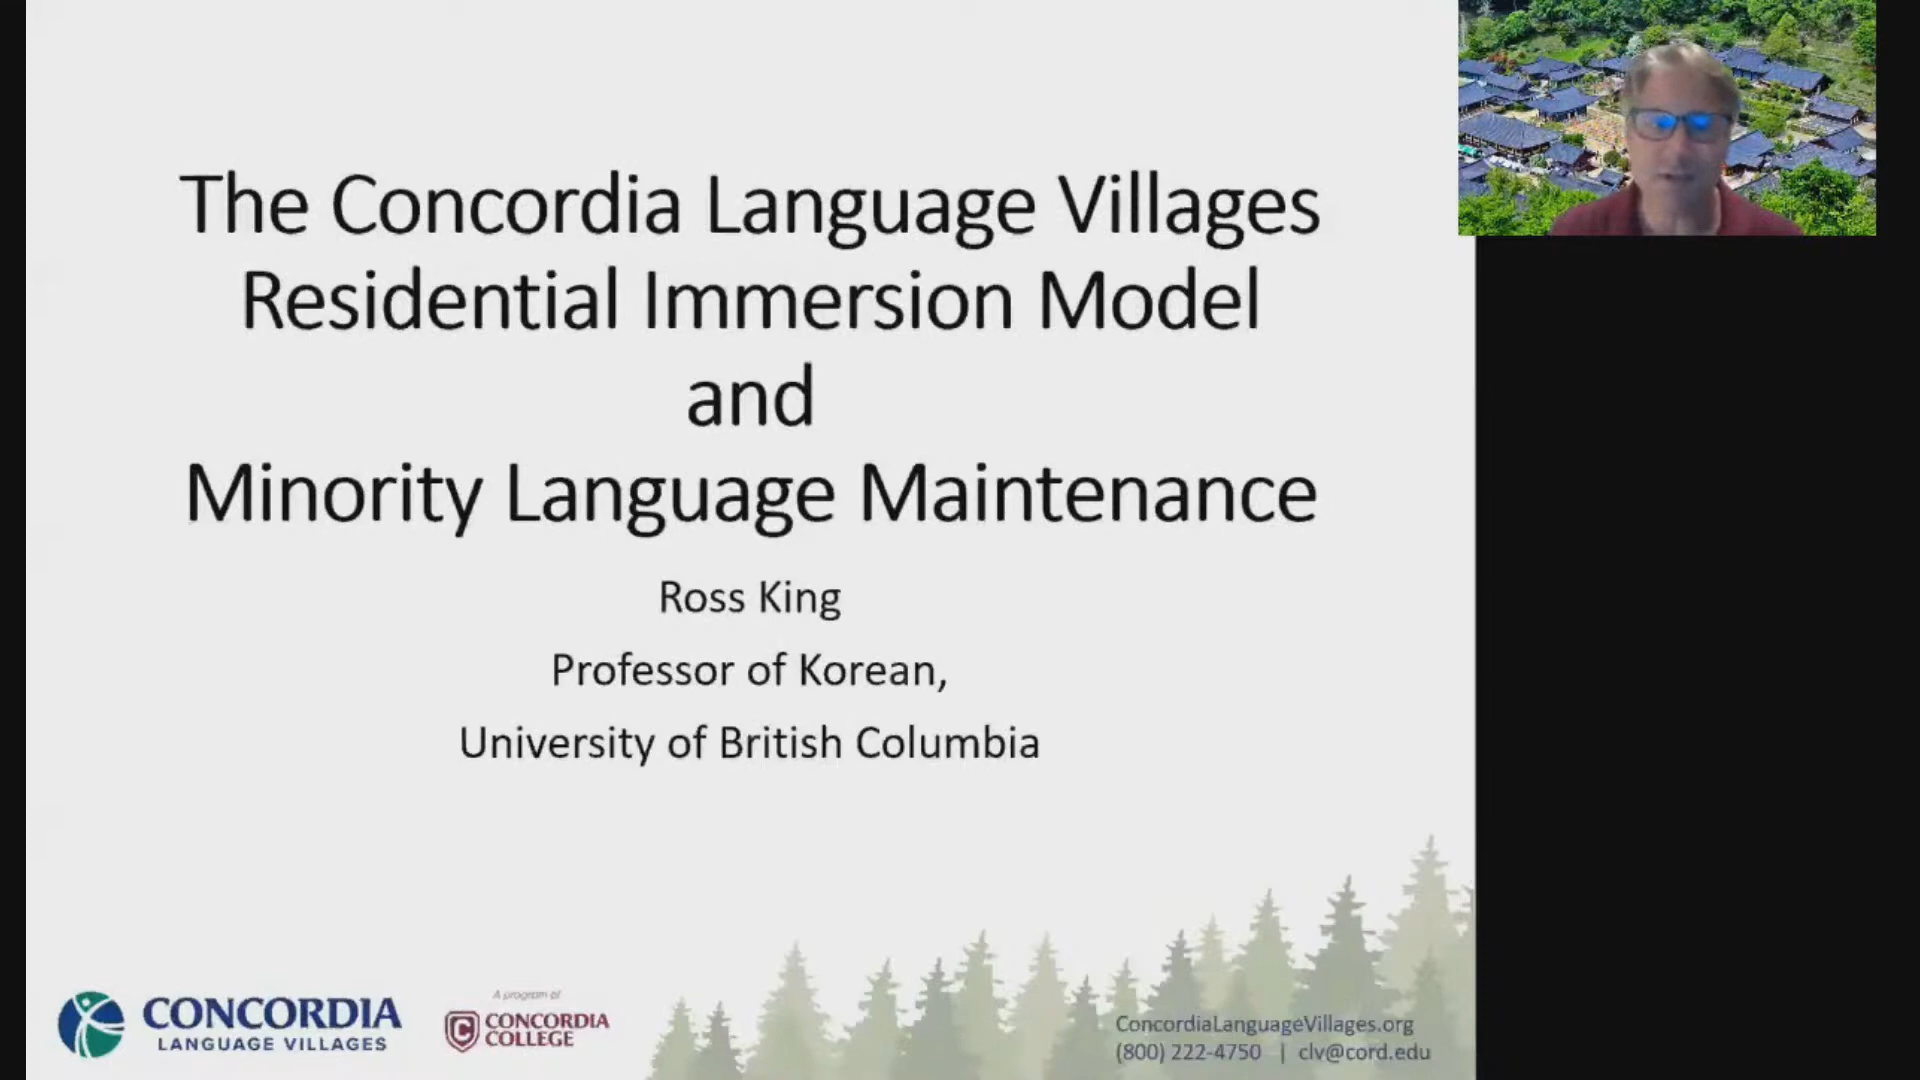 The Concordia Language Villages
Residential Immersion Model
and
Minority Language Maintenance
Ross King
Professor of Korean,
University of British Columbia
CONCORDIA
LANGUAGE VILLAGES
A program of
CONCORDIA
COLLEGE
ConcordiaLanguageVillages.org
(800) 222-4750 | clv@cord.edu